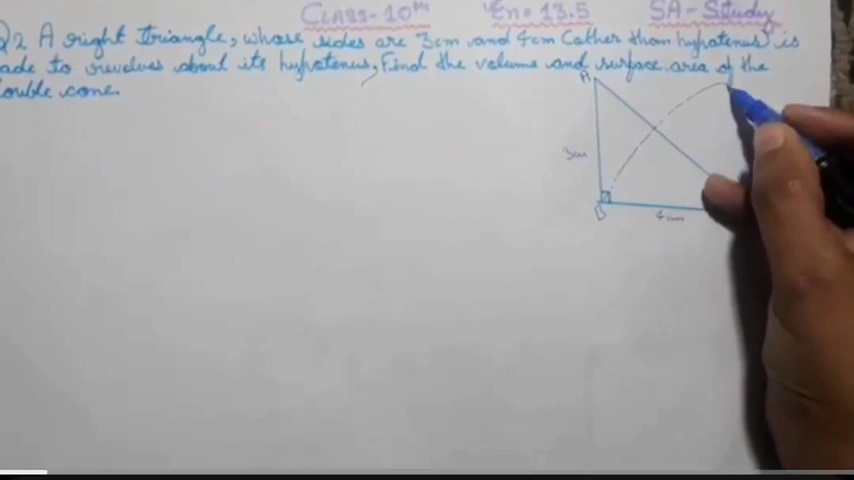 CLASS-10th Ex = 13.5 SA-Study
Q2 A right triangle, whose sides are 3cm and 4cm (other than hypotenus) is
ade to revolves about its hypotenus, Find the volume and surface area of the
ouble cone.
A
3cm
B
4cm